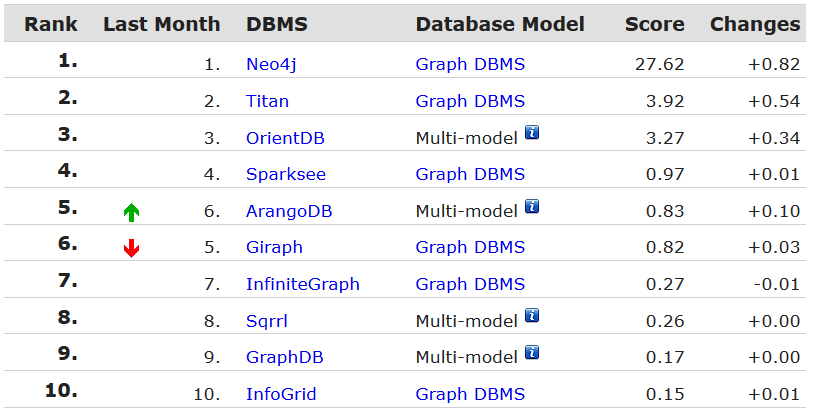 Rank Last Month DBMS Database Model Score Changes
1. 1. Neo4j Graph DBMS 27.62 +0.82
2. 2. Titan Graph DBMS 3.92 +0.54
3. 3. OrientDB Multi-model i 3.27 +0.34
4. 4. Sparksee Graph DBMS 0.97 +0.01
5. 6. ArangoDB Multi-model i 0.83 +0.10
6. 5. Giraph Graph DBMS 0.82 +0.03
7. 7. InfiniteGraph Graph DBMS 0.27 -0.01
8. 8. Sqrrl Multi-model i 0.26 +0.00
9. 9. GraphDB Multi-model i 0.17 +0.00
10. 10. InfoGrid Graph DBMS 0.15 +0.01